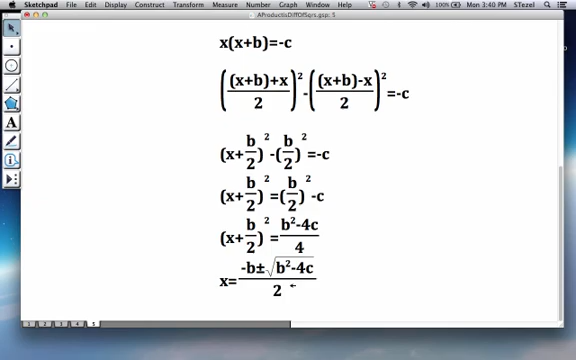 Sketchpad File Edit Display Construct Transform Measure Number Graph Window Help 100% Mon 3:40 PM STezel
AProductisDiffOfSqrs.gsp: 5
x(x+b)=-c
(((x+b)+x)/2)²-(((x+b)-x)/2)²=-c
(x+b/2)²-(b/2)²=-c
(x+b/2)²=(b/2)²-c
(x+b/2)²=(b²-4c)/4
x=(-b±√(b²-4c))/2
1 2 3 4 5